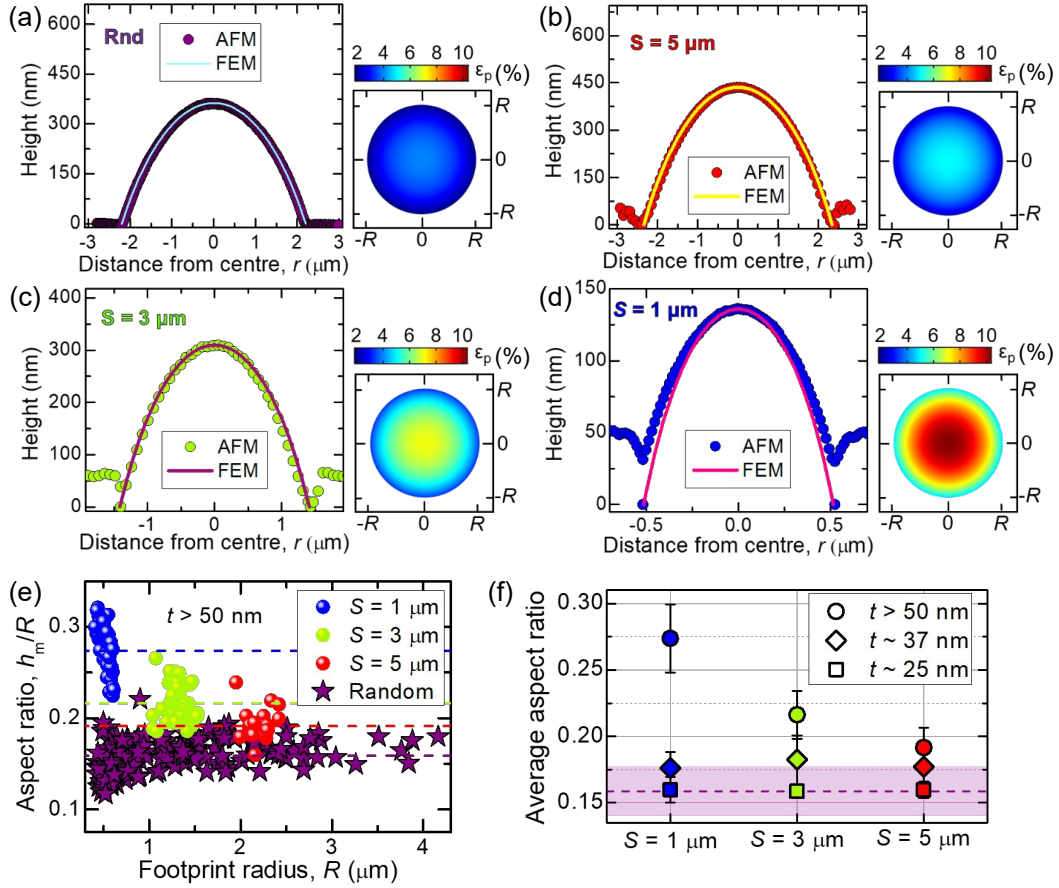 (a)
Rnd
AFM
FEM
Height (nm)
600
450
300
150
0
-3 -2 -1 0 1 2 3
Distance from centre, r (μm)
2 4 6 8 10 εp (%)
R
0
-R
-R 0 R
(b)
S = 5 μm
AFM
FEM
Height (nm)
600
450
300
150
0
-3 -2 -1 0 1 2 3
Distance from centre, r (μm)
2 4 6 8 10 εp (%)
R
0
-R
-R 0 R
(c)
S = 3 μm
AFM
FEM
Height (nm)
400
300
200
100
0
-1 0 1
Distance from centre, r (μm)
2 4 6 8 10 εp (%)
R
0
-R
-R 0 R
(d)
S = 1 μm
AFM
FEM
Height (nm)
150
100
50
0
-0.5 0.0 0.5
Distance from centre, r (μm)
2 4 6 8 10 εp (%)
R
0
-R
-R 0 R
(e)
t > 50 nm
S = 1 μm
S = 3 μm
S = 5 μm
Random
Aspect ratio, hm/R
0.3
0.2
0.1
1 2 3 4
Footprint radius, R (μm)
(f)
t > 50 nm
t ~ 37 nm
t ~ 25 nm
Average aspect ratio
0.30
0.25
0.20
0.15
S = 1 μm S = 3 μm S = 5 μm